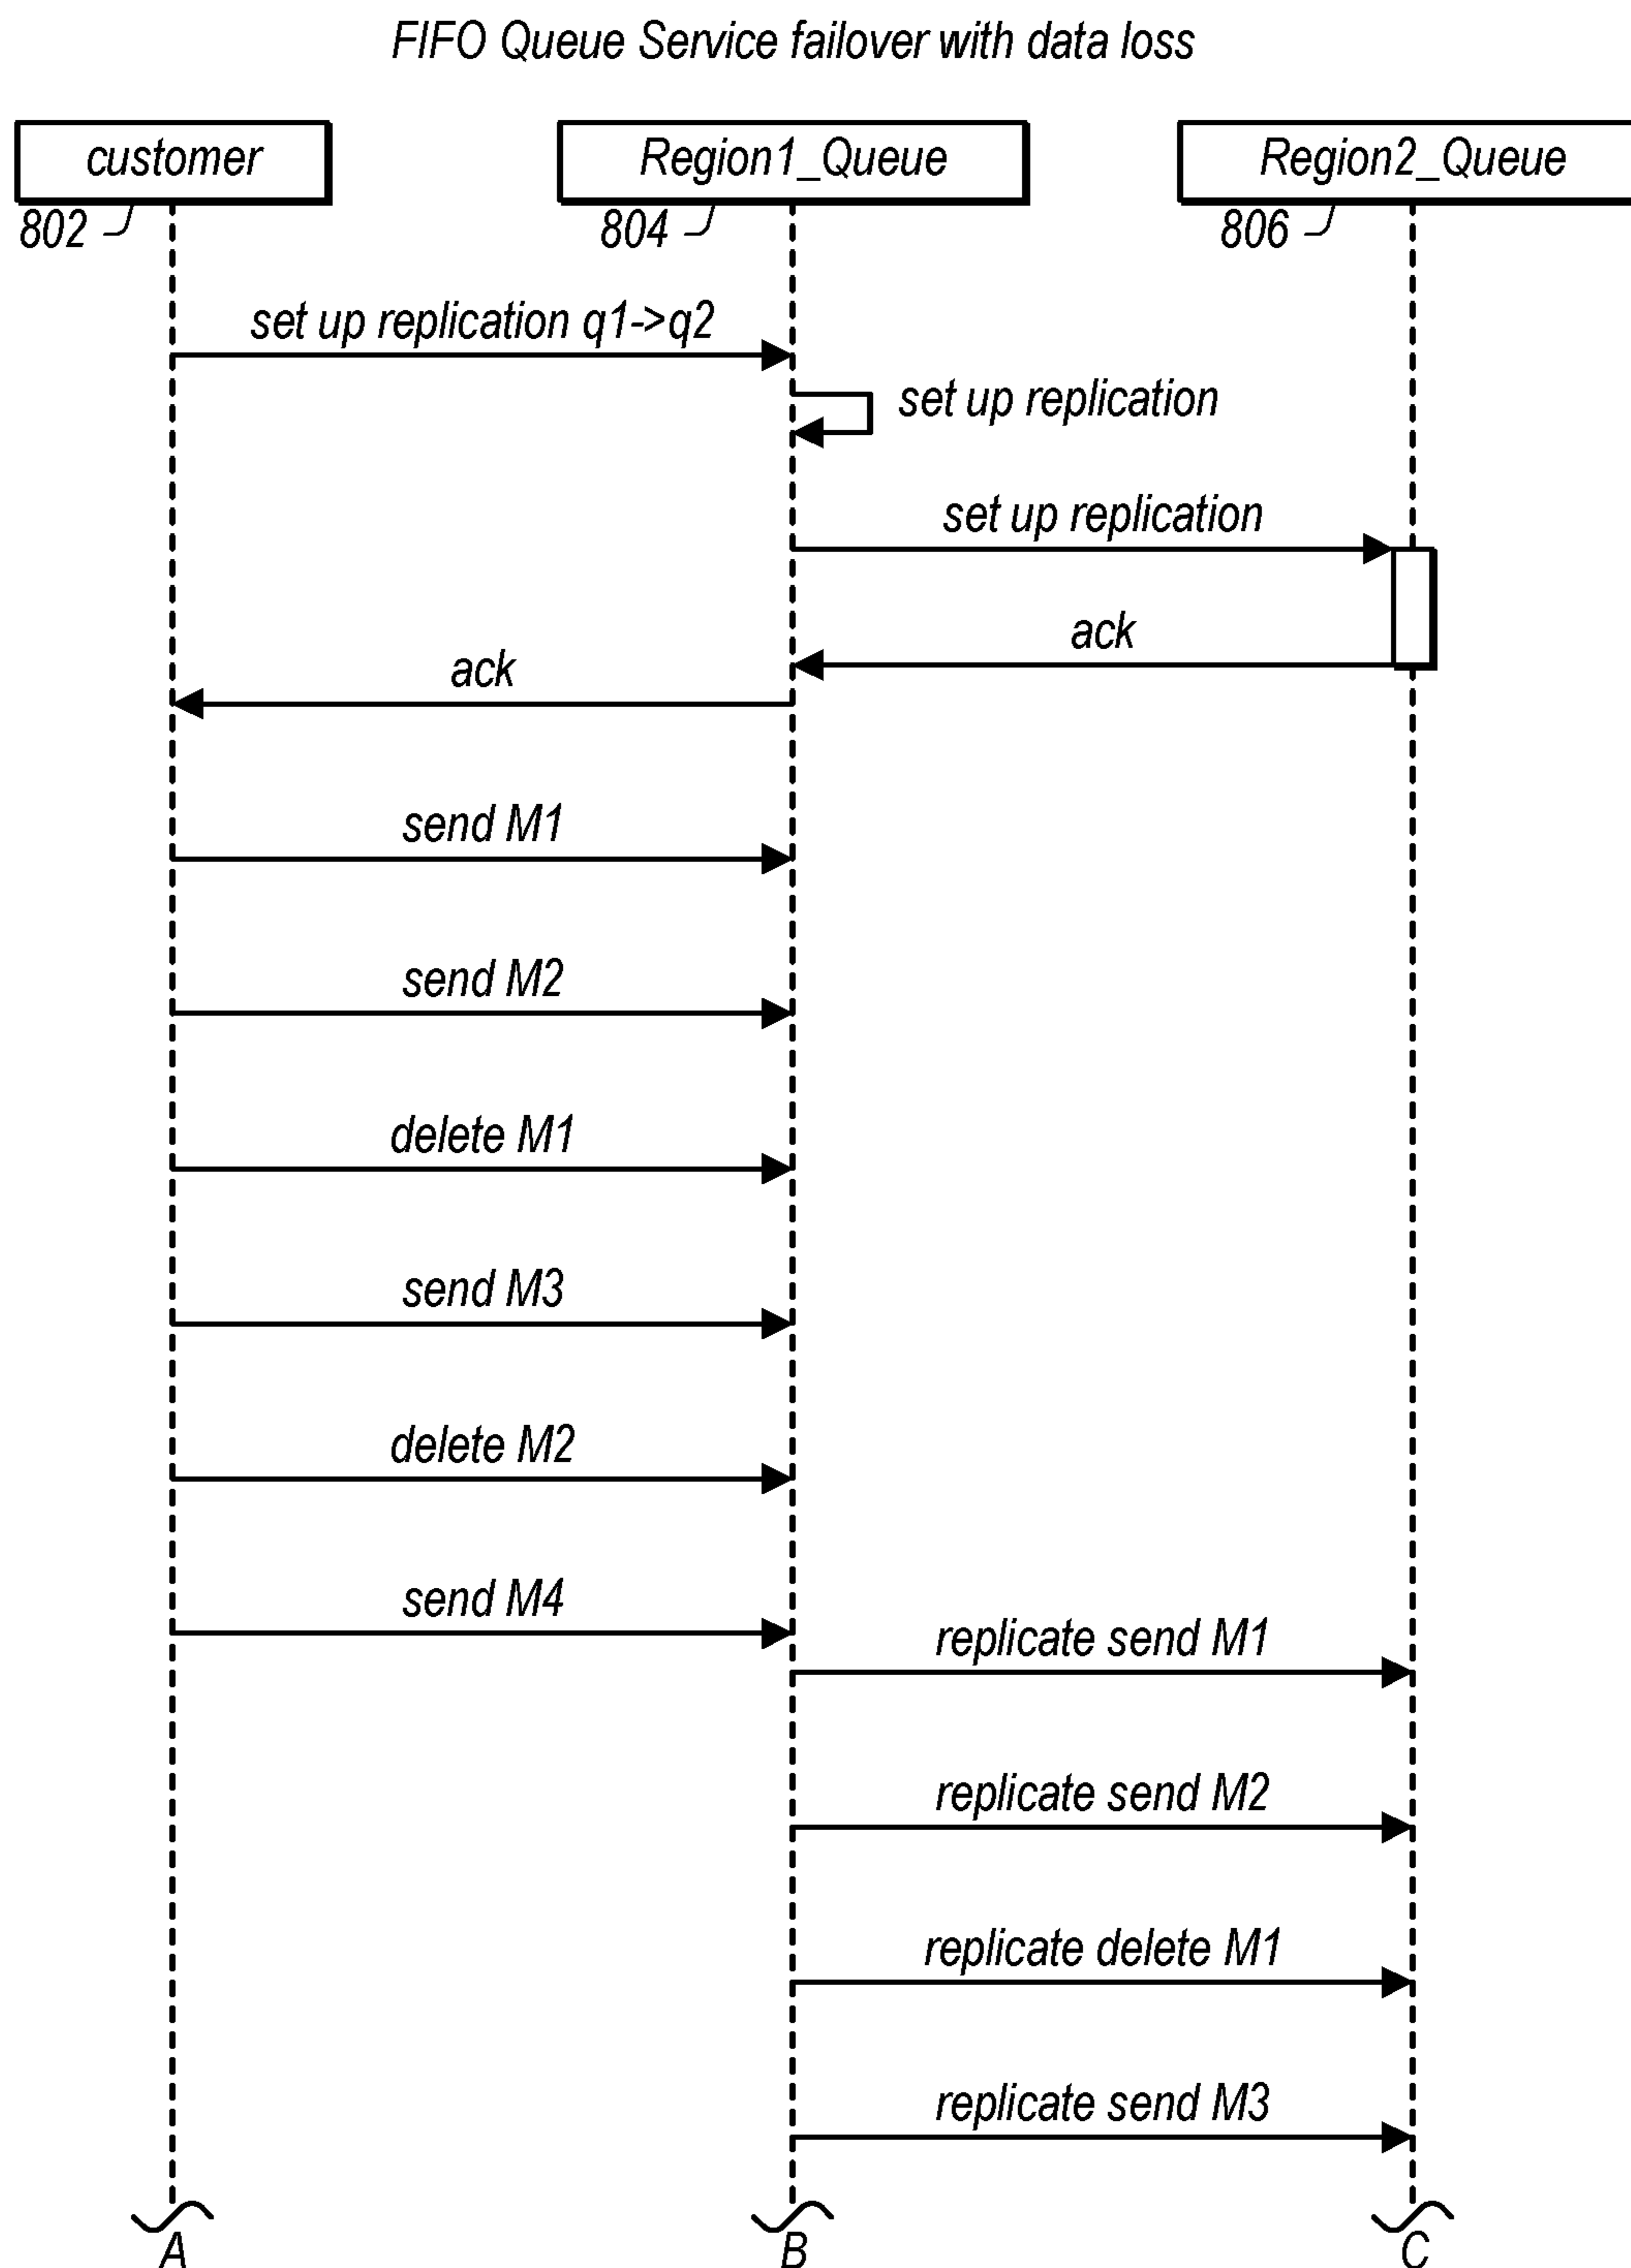 FIFO Queue Service failover with data loss
customer
Region1_Queue
Region2_Queue
802
804
806
set up replication q1->q2
set up replication
set up replication
ack
ack
send M1
send M2
delete M1
send M3
delete M2
send M4
replicate send M1
replicate send M2
replicate delete M1
replicate send M3
A
B
C